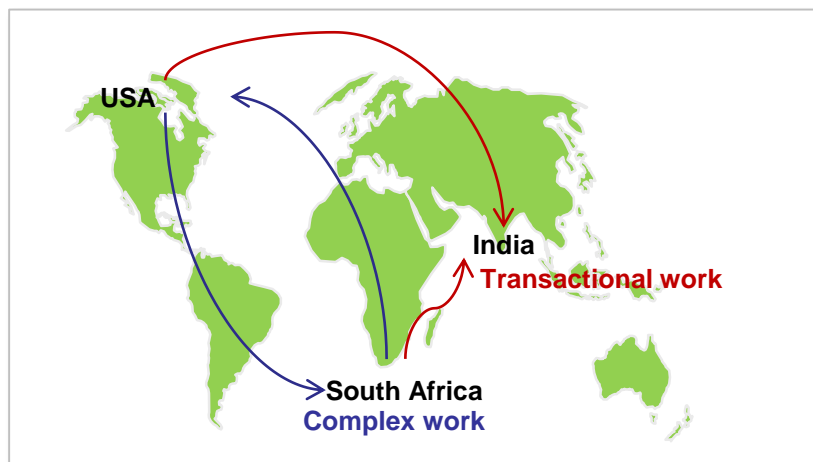 USA
India
Transactional work
South Africa
Complex work